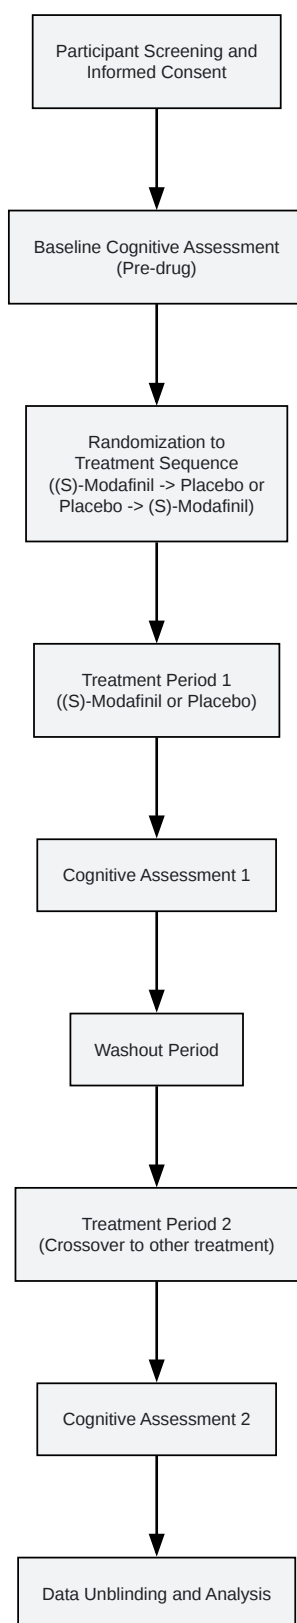 Participant Screening and
Informed Consent
Baseline Cognitive Assessment
(Pre-drug)
Randomization to
Treatment Sequence
((S)-Modafinil -> Placebo or
Placebo -> (S)-Modafinil)
Treatment Period 1
((S)-Modafinil or Placebo)
Cognitive Assessment 1
Washout Period
Treatment Period 2
(Crossover to other treatment)
Cognitive Assessment 2
Data Unblinding and Analysis